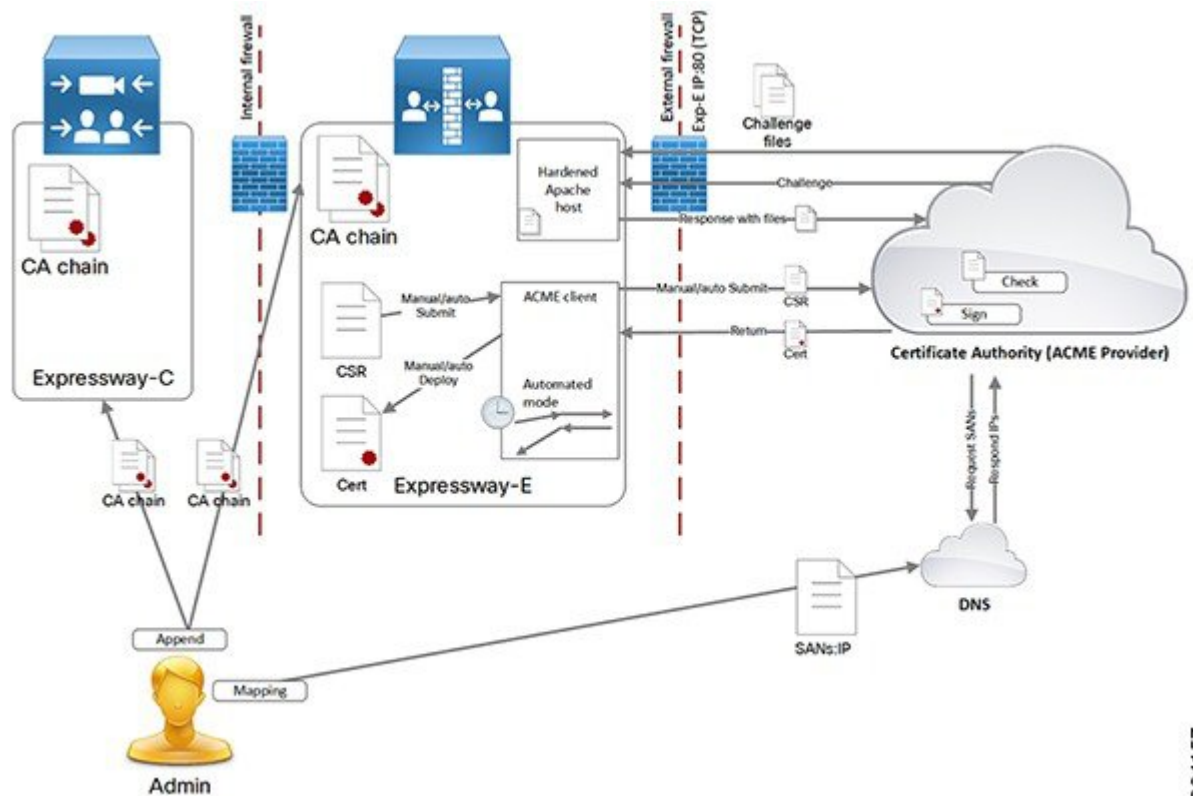 Internal firewall
External firewall
Exp-E IP:80 (TCP)
Challenge
files
Hardened
Apache
host
Challenge
Response with files
CA chain
CA chain
Check
Sign
Manual/auto
Submit
ACME client
Manual/auto Submit
CSR
CSR
Return
Cert
Certificate Authority (ACME Provider)
Manual/auto
Deploy
Automated
mode
Expressway-C
Cert
Expressway-E
Request SANs
Respond IPs
CA chain
CA chain
DNS
SANs:IP
Append
Mapping
Admin